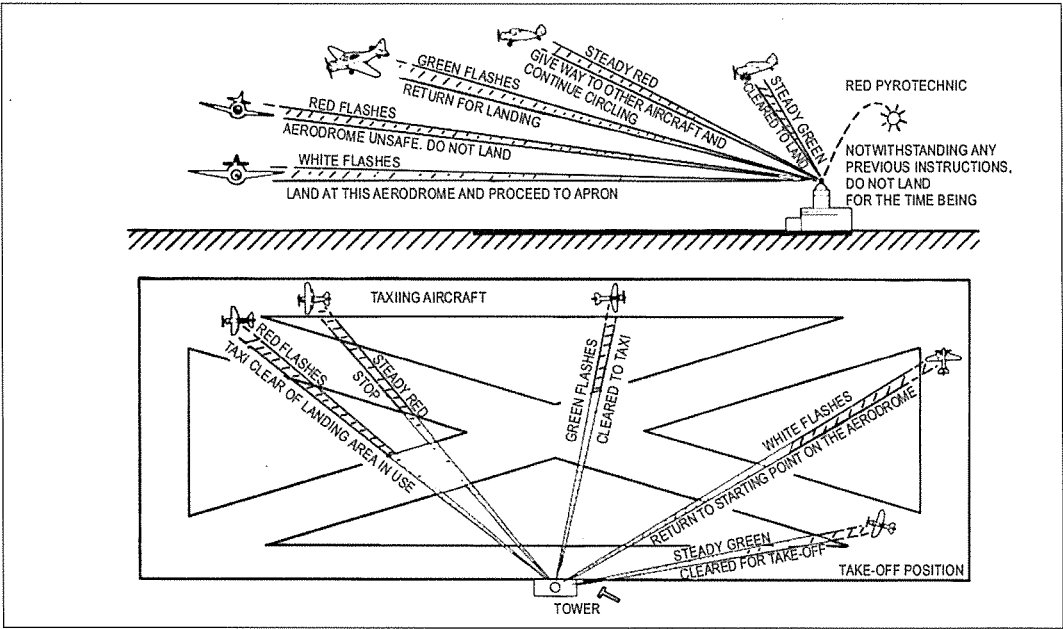 STEADY RED
GIVE WAY TO OTHER AIRCRAFT AND
CONTINUE CIRCLING
GREEN FLASHES
RETURN FOR LANDING
STEADY GREEN
CLEARED TO LAND
RED PYROTECHNIC
RED FLASHES
AERODROME UNSAFE. DO NOT LAND
WHITE FLASHES
LAND AT THIS AERODROME AND PROCEED TO APRON
NOTWITHSTANDING ANY
PREVIOUS INSTRUCTIONS,
DO NOT LAND
FOR THE TIME BEING
TAXIING AIRCRAFT
RED FLASHES
TAXI CLEAR OF LANDING AREA IN USE
STEADY RED
STOP
GREEN FLASHES
CLEARED TO TAXI
WHITE FLASHES
RETURN TO STARTING POINT ON THE AERODROME
STEADY GREEN
CLEARED FOR TAKE-OFF
TAKE-OFF POSITION
TOWER